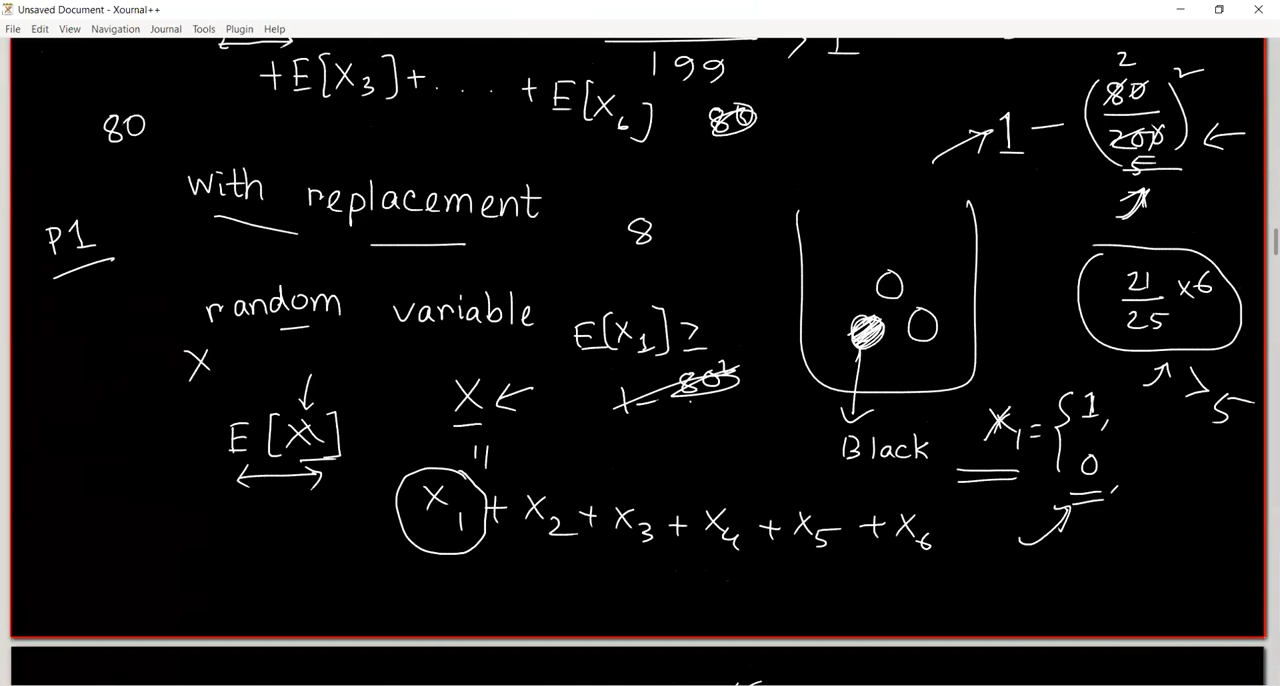 Unsaved Document - Xournal++
File Edit View Navigation Journal Tools Plugin Help
199
+E[X3]+.... + E[X6] 80
80
1 - (80/200)² 2 5
with replacement
P1
8
21/25 x6
random variable
E[X1] ≥
X
X
> 5
E[X]
Black
X1 = { 1, 0
=
X1 + X2 + X3 + X4 + X5 + X6